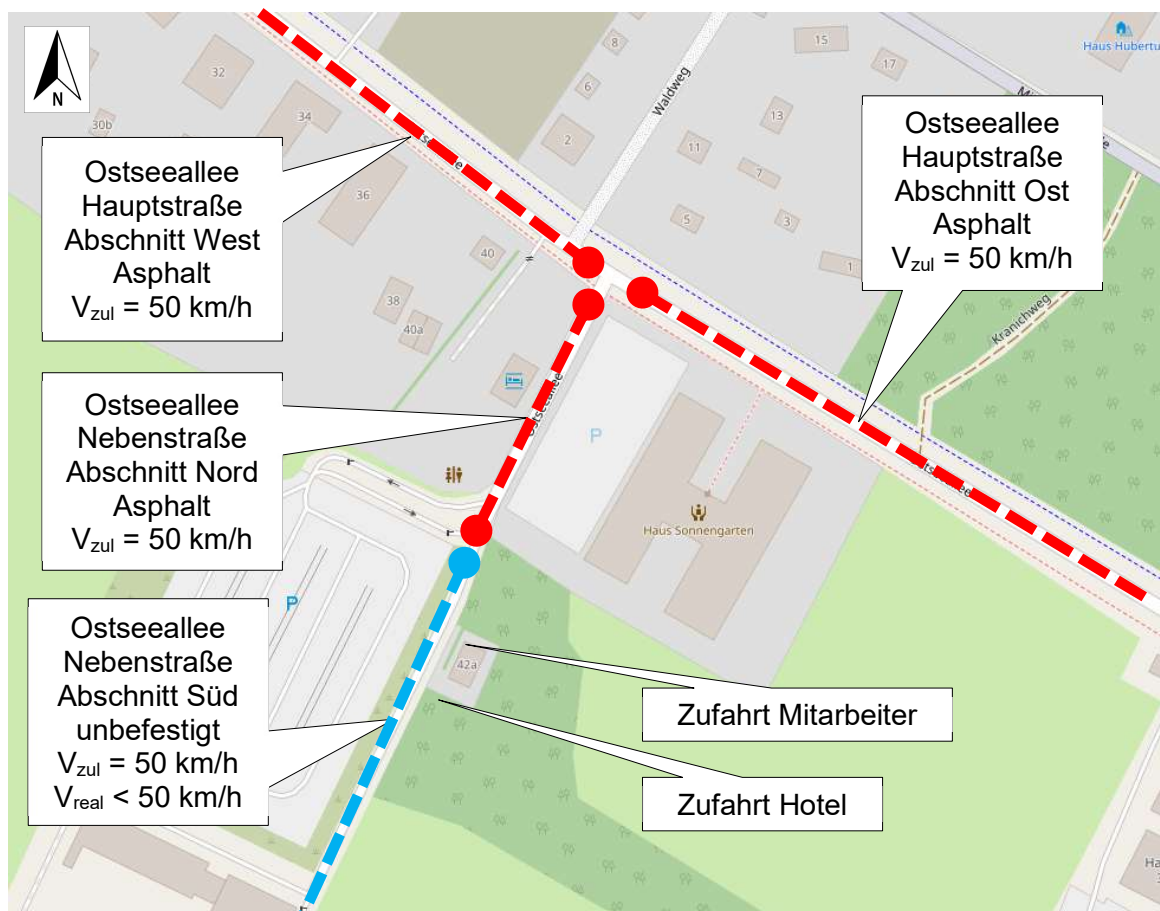 N
Ostseeallee
Hauptstraße
Abschnitt West
Asphalt
Vzul = 50 km/h
Ostseeallee
Hauptstraße
Abschnitt Ost
Asphalt
Vzul = 50 km/h
Ostseeallee
Nebenstraße
Abschnitt Nord
Asphalt
Vzul = 50 km/h
Ostseeallee
Nebenstraße
Abschnitt Süd
unbefestigt
Vzul = 50 km/h
Vreal < 50 km/h
Zufahrt Mitarbeiter
Zufahrt Hotel
Haus Hübertu
Waldweg
Kranichweg
Ostseeallee
Haus Sonnengarten
P
P
32
34
30b
36
40
38
40a
42a
8
6
2
15
17
13
11
7
5
3
1